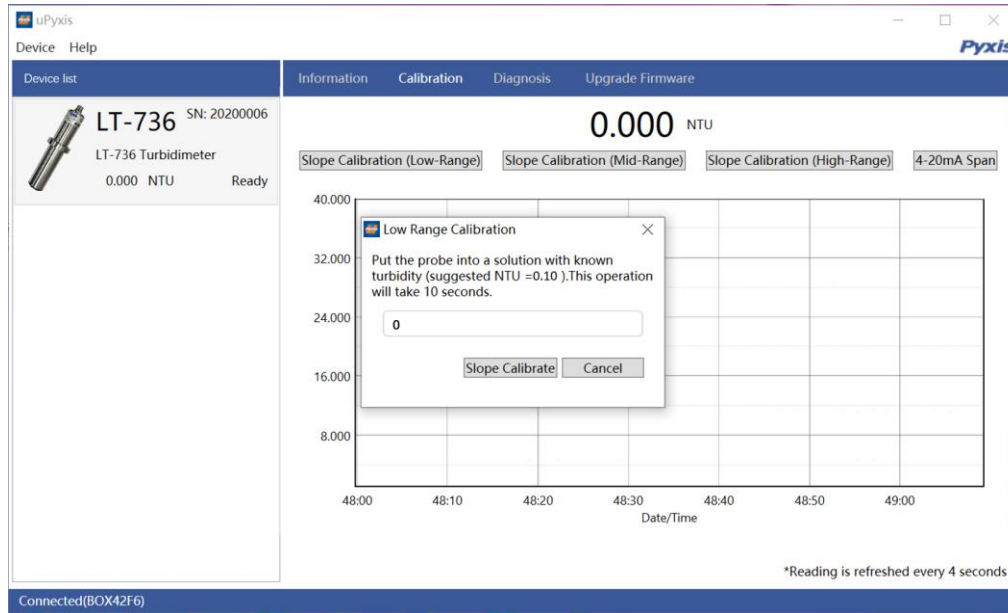 uPyxis
Device Help
Pyxis
Device list
Information Calibration Diagnosis Upgrade Firmware
LT-736 SN: 20200006
LT-736 Turbidimeter
0.000 NTU Ready
0.000 NTU
Slope Calibration (Low-Range) Slope Calibration (Mid-Range) Slope Calibration (High-Range) 4-20mA Span
40.000
32.000
24.000
16.000
8.000
Low Range Calibration
Put the probe into a solution with known
turbidity (suggested NTU =0.10 ).This operation
will take 10 seconds.
0
Slope Calibrate Cancel
48:00 48:10 48:20 48:30 48:40 48:50 49:00
Date/Time
*Reading is refreshed every 4 seconds
Connected(BOX42F6)